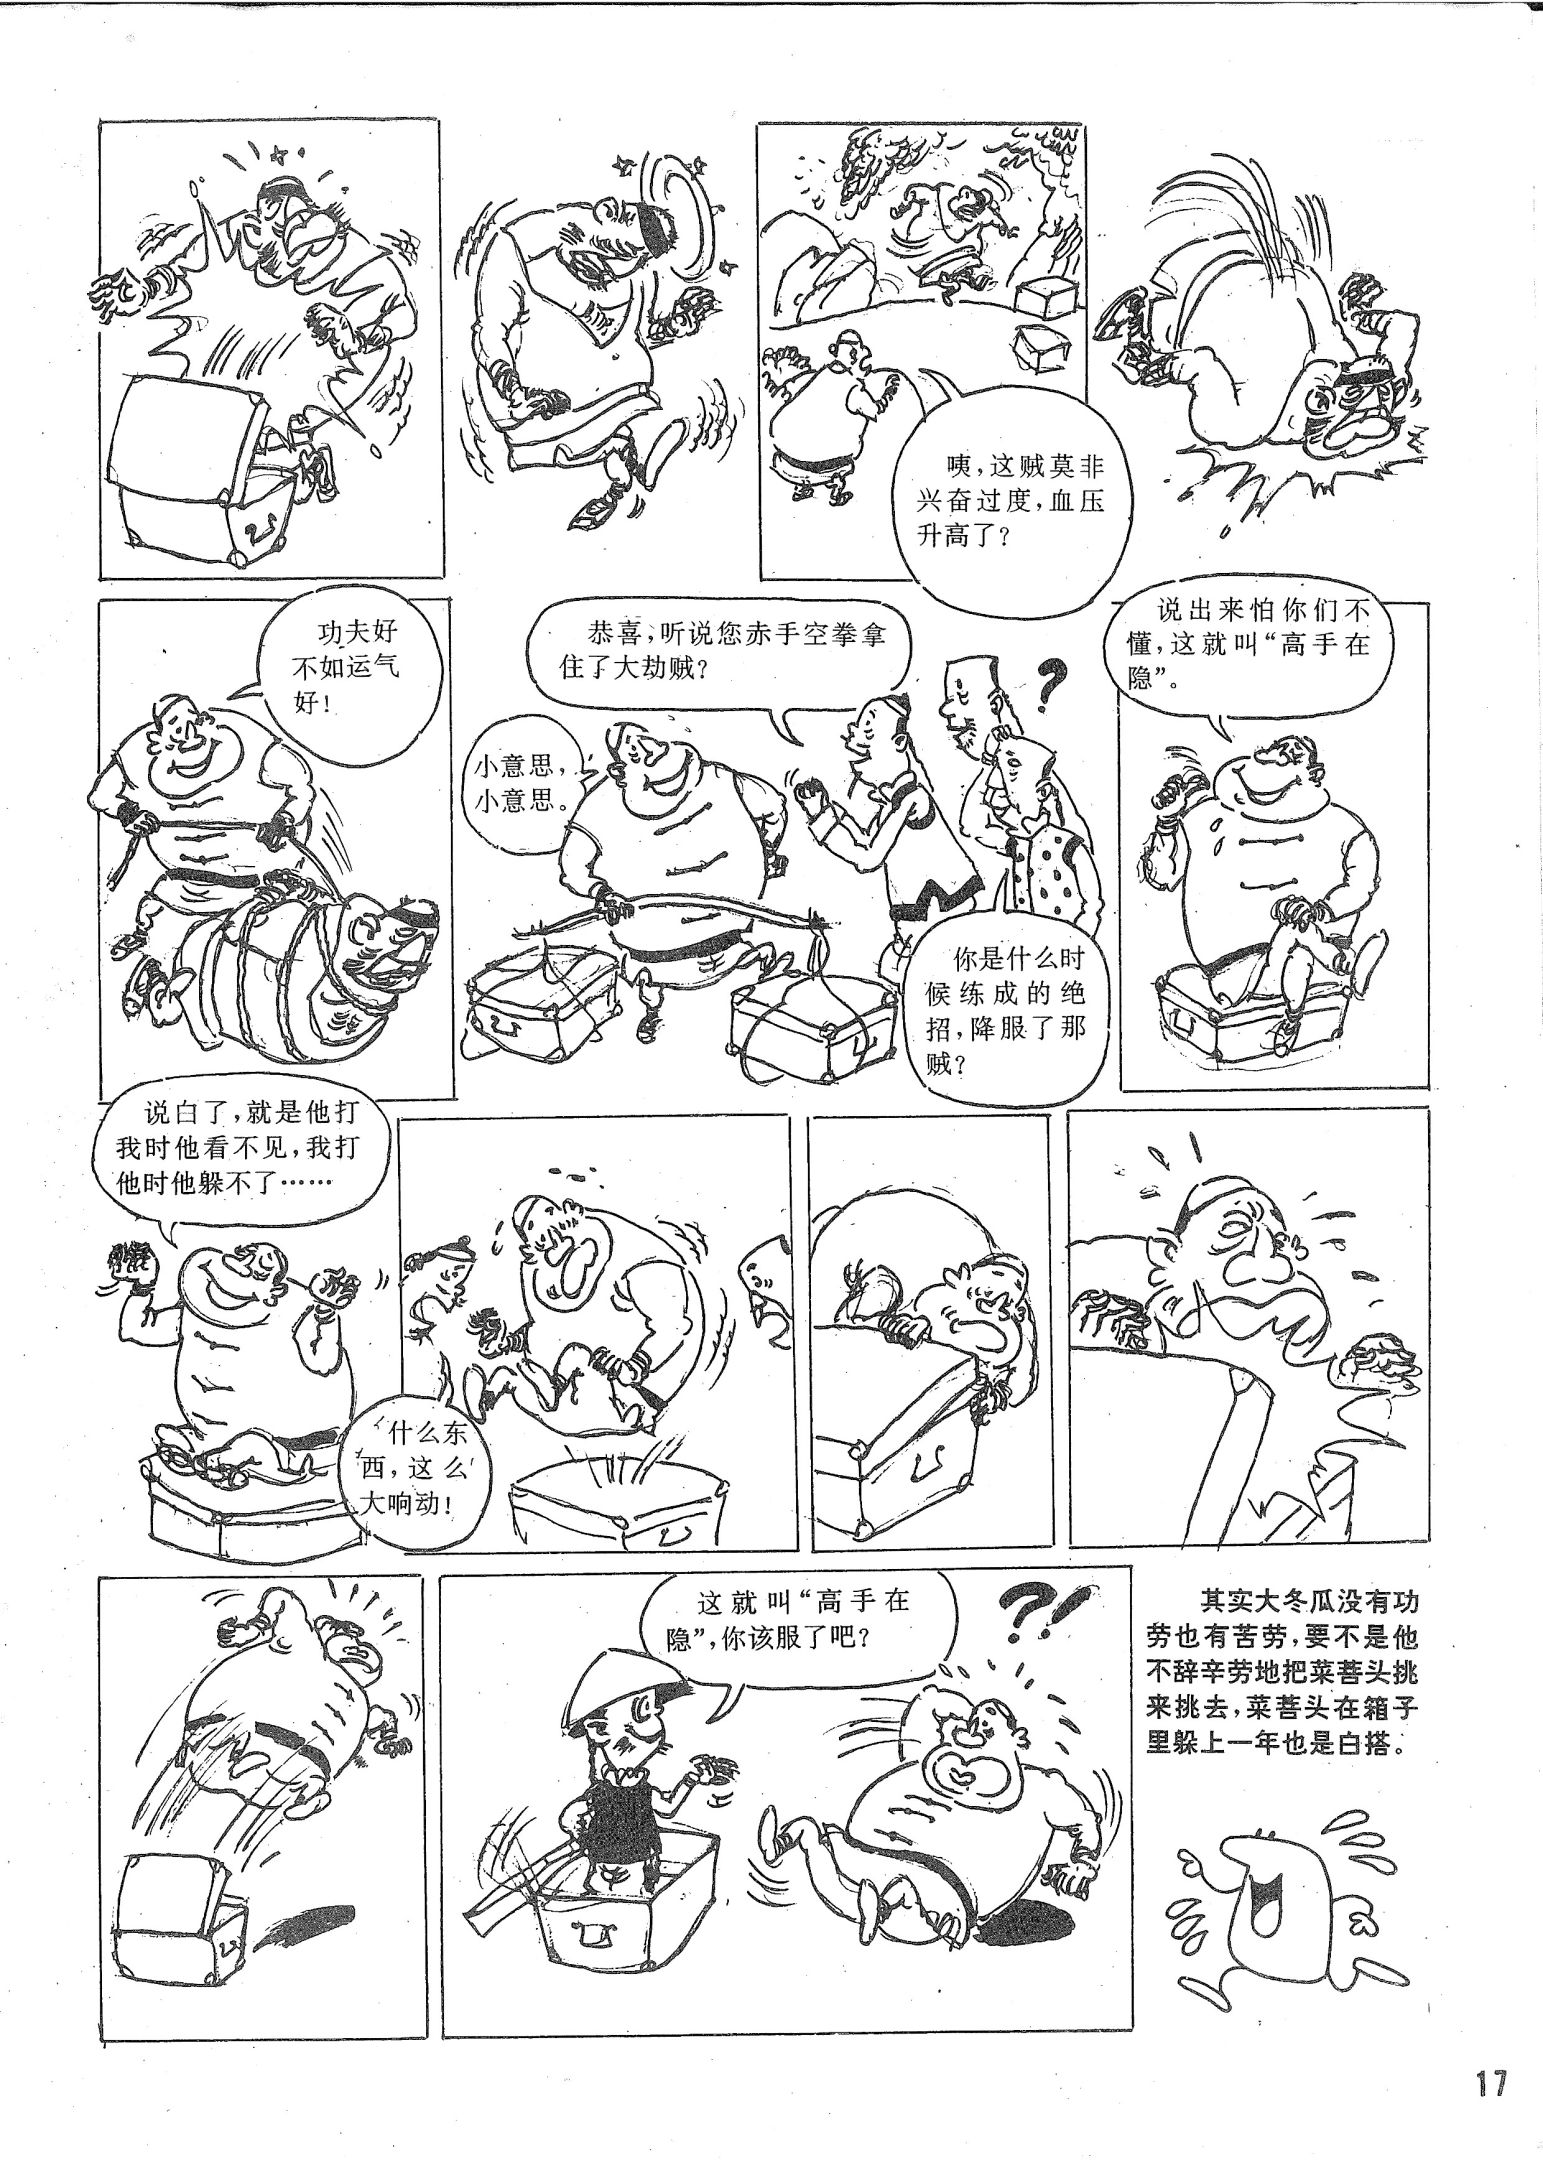 咦，这贼莫非
兴奋过度，血压
升高了？
功夫好
不如运气
好！
恭喜，听说您赤手空拳拿
住了大劫贼？
小意思，
小意思。
你是什么时
候练成的绝
招，降服了那
贼？
说出来怕你们不
懂，这就叫“高手在
隐”。
说白了，就是他打
我时他看不见，我打
他时他躲不了……
什么东
西，这么
大响动！
这就叫“高手在
隐”，你该服了吧？
?!
其实大冬瓜没有功
劳也有苦劳，要不是他
不辞辛劳地把菜菩头挑
来挑去，菜菩头在箱子
里躲上一年也是白搭。
17